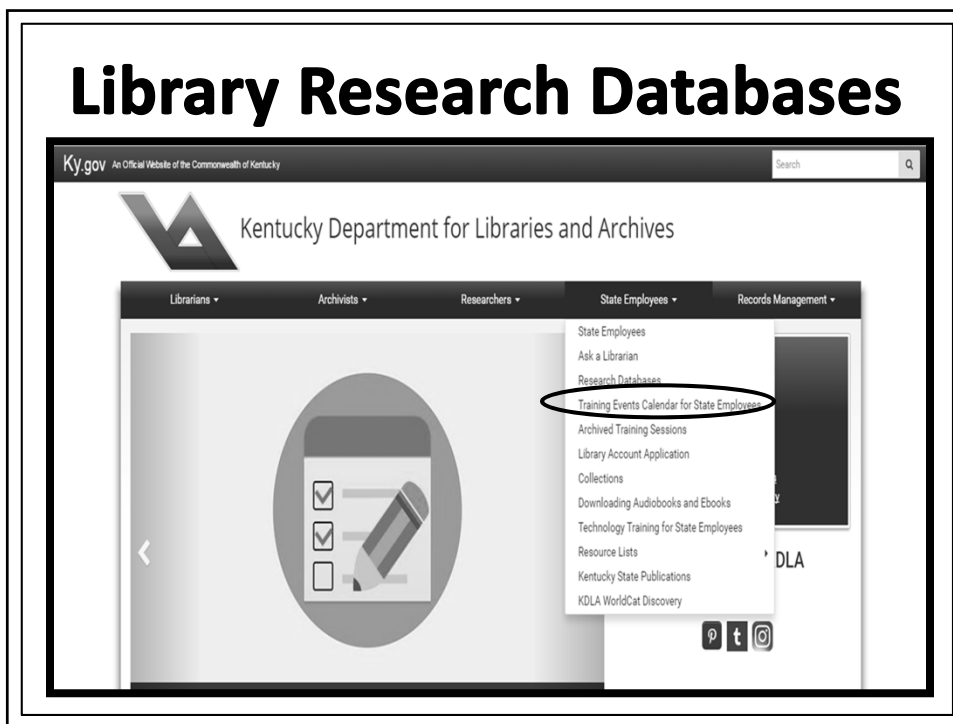 Library Research Databases
Ky.gov An Official Website of the Commonwealth of Kentucky
Search
Kentucky Department for Libraries and Archives
Librarians
Archivists
Researchers
State Employees
Records Management
State Employees
Ask a Librarian
Research Databases
Training Events Calendar for State Employees
Archived Training Sessions
Library Account Application
Collections
Downloading Audiobooks and Ebooks
Technology Training for State Employees
Resource Lists
Kentucky State Publications
KDLA WorldCat Discovery
DLA